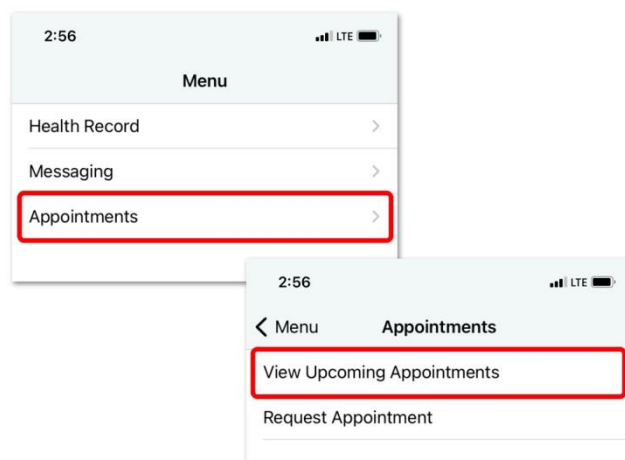 2:56 LTE
Menu
Health Record
Messaging
Appointments
2:56 LTE
Menu Appointments
View Upcoming Appointments
Request Appointment